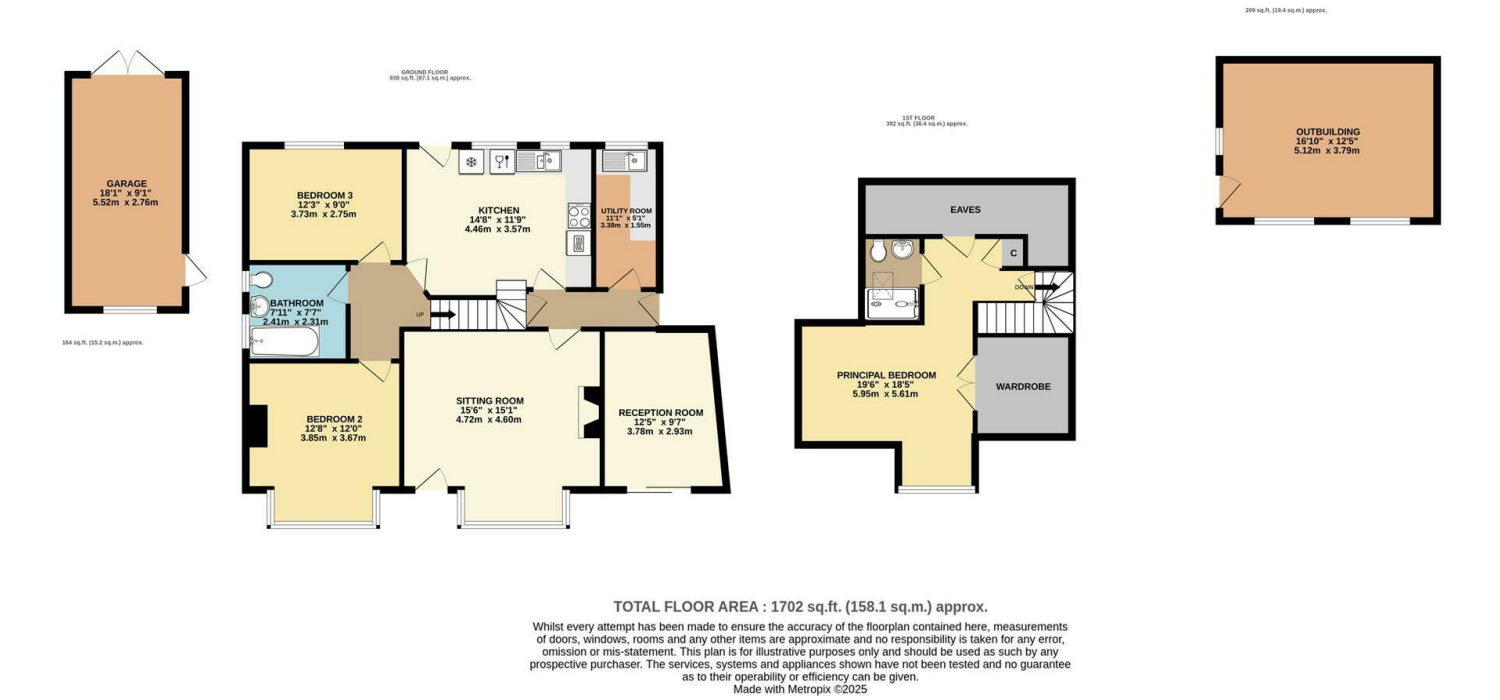 209 sq.ft. (19.4 sq.m.) approx.
GROUND FLOOR
938 sq.ft. (87.1 sq.m.) approx.
1ST FLOOR
392 sq.ft. (36.4 sq.m.) approx.
GARAGE
18'1" x 9'1"
5.52m x 2.76m
164 sq.ft. (15.2 sq.m.) approx.
BEDROOM 3
12'3" x 9'0"
3.73m x 2.75m
KITCHEN
14'8" x 11'9"
4.46m x 3.57m
UTILITY ROOM
11'1" x 5'1"
3.38m x 1.55m
BATHROOM
7'11" x 7'7"
2.41m x 2.31m
UP
BEDROOM 2
12'8" x 12'0"
3.85m x 3.67m
SITTING ROOM
15'6" x 15'1"
4.72m x 4.60m
RECEPTION ROOM
12'5" x 9'7"
3.78m x 2.93m
EAVES
C
DOWN
PRINCIPAL BEDROOM
19'6" x 18'5"
5.95m x 5.61m
WARDROBE
OUTBUILDING
16'10" x 12'5"
5.12m x 3.79m
TOTAL FLOOR AREA : 1702 sq.ft. (158.1 sq.m.) approx.
Whilst every attempt has been made to ensure the accuracy of the floorplan contained here, measurements
of doors, windows, rooms and any other items are approximate and no responsibility is taken for any error,
omission or mis-statement. This plan is for illustrative purposes only and should be used as such by any
prospective purchaser. The services, systems and appliances shown have not been tested and no guarantee
as to their operability or efficiency can be given.
Made with Metropix ©2025